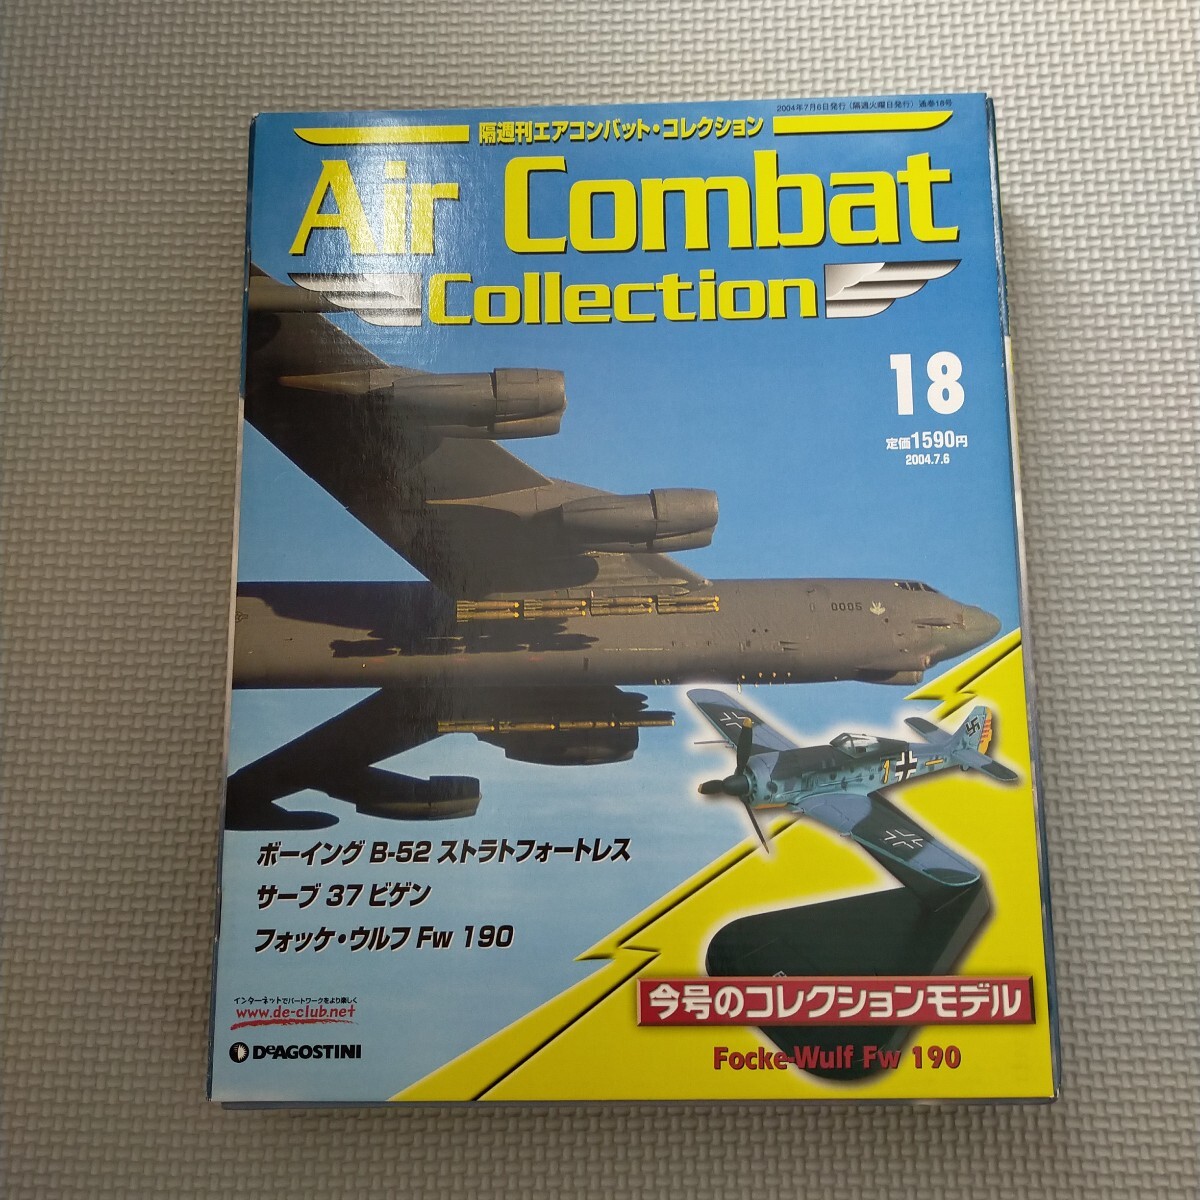 2004年7月6日発行(隔週火曜日発行) 通巻18号
隔週刊エアコンバット・コレクション
Air Combat
Collection
18
定価1590円
2004.7.6
0005
1
ボーイング B-52 ストラトフォートレス
サーブ 37 ビゲン
フォッケ・ウルフ Fw 190
インターネットでパートワークをより楽しく
www.de-club.net
DeAGOSTINI
今号のコレクションモデル
Focke-Wulf Fw 190